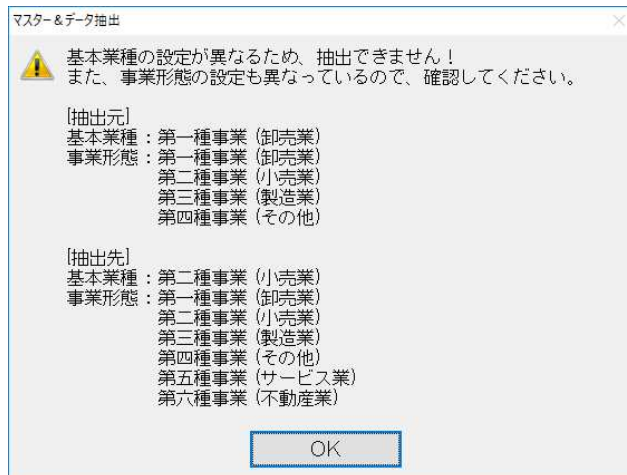 マスター＆データ抽出
基本業種の設定が異なるため、抽出できません！
また、事業形態の設定も異なっているので、確認してください。
[抽出元]
基本業種：第一種事業（卸売業）
事業形態：第一種事業（卸売業）
第二種事業（小売業）
第三種事業（製造業）
第四種事業（その他）
[抽出先]
基本業種：第二種事業（小売業）
事業形態：第一種事業（卸売業）
第二種事業（小売業）
第三種事業（製造業）
第四種事業（その他）
第五種事業（サービス業）
第六種事業（不動産業）
OK